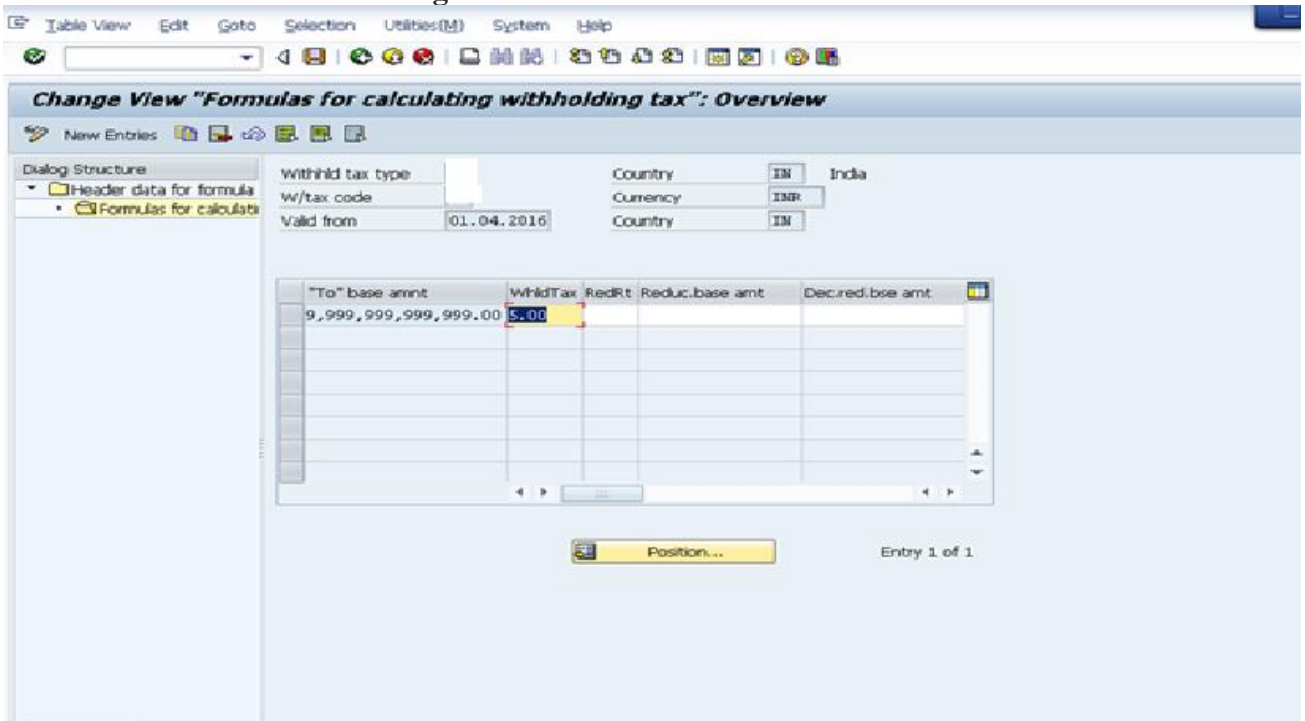 Table View Edit Goto Selection Utilities(M) System Help
Change View "Formulas for calculating withholding tax": Overview
New Entries
Dialog Structure
Header data for formula
Formulas for calculati
Withhld tax type Country IN India
W/tax code Currency INR
Valid from 01.04.2016 Country IN
"To" base amnt WhldTax RedRt Reduc.base amt Dec.red.bse amt
9,999,999,999,999.00 5.00
Position... Entry 1 of 1